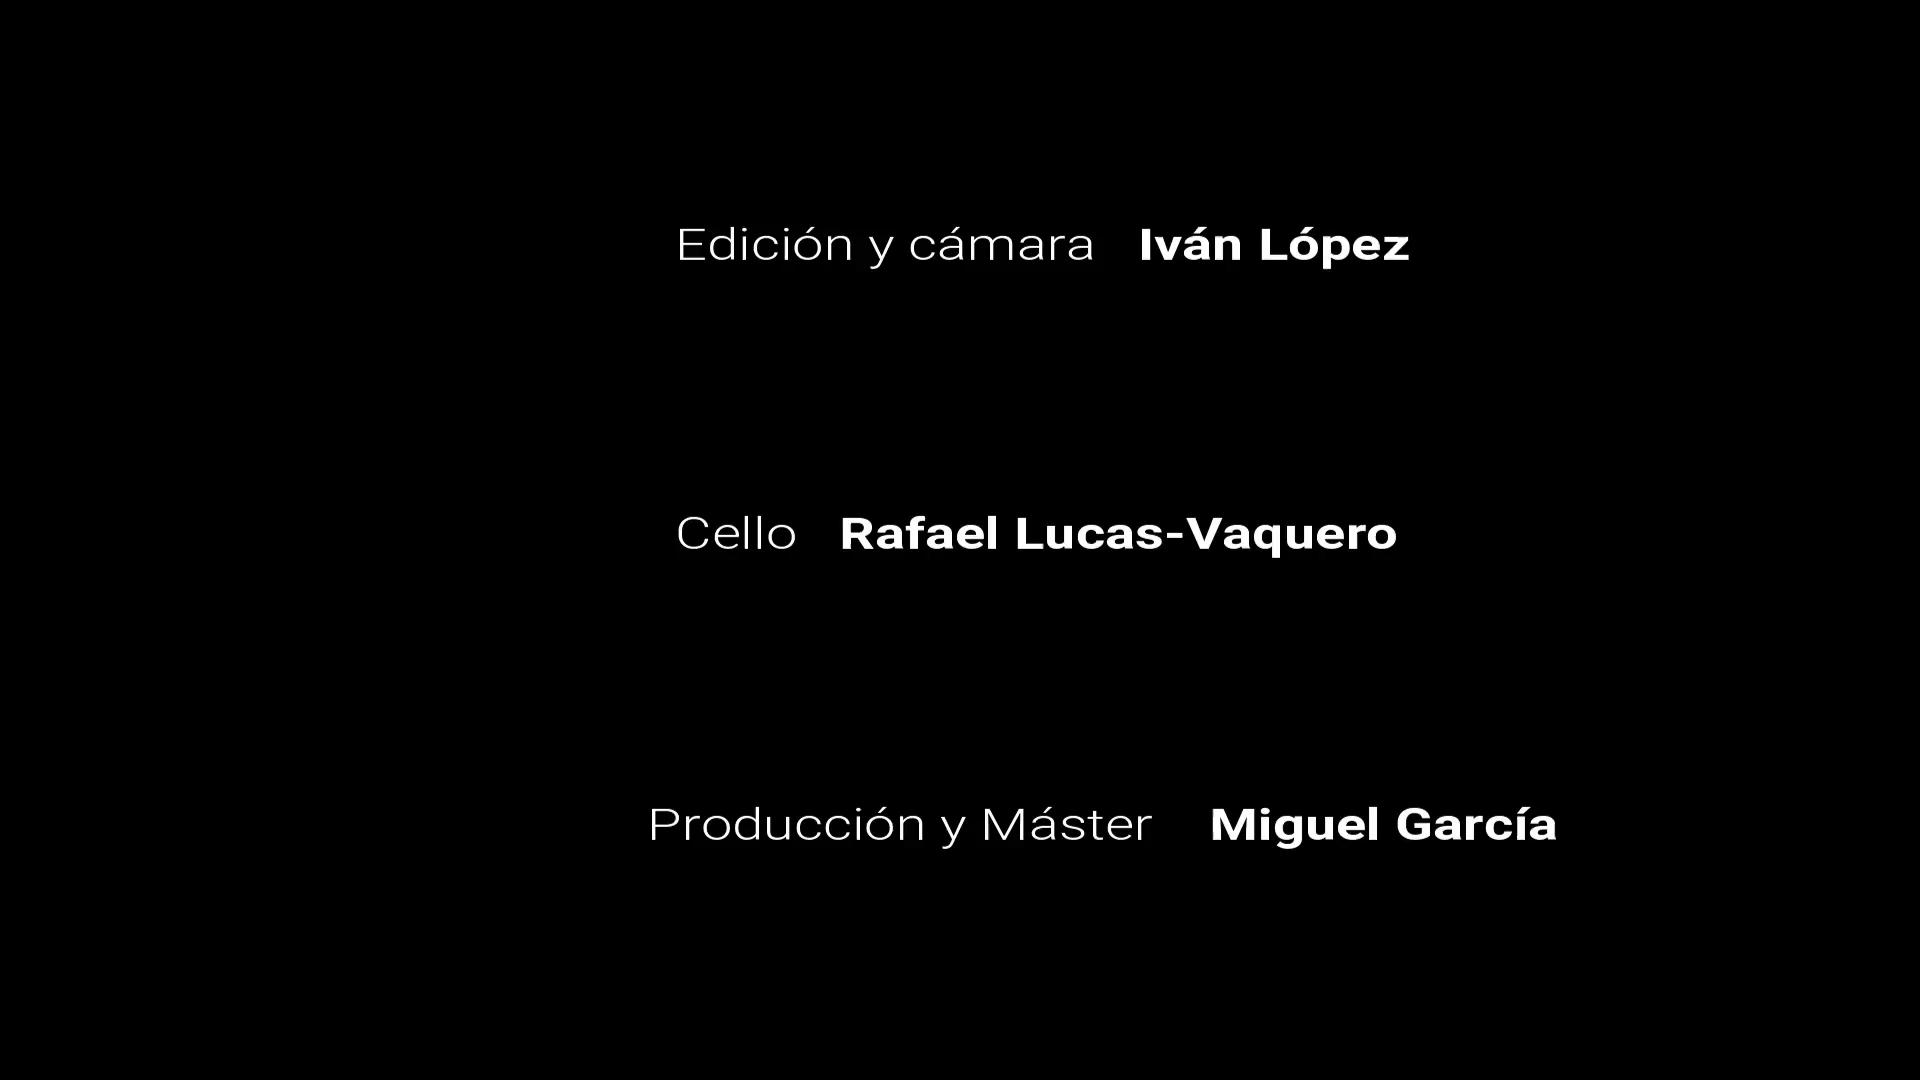 Edición y cámara Iván López
Cello Rafael Lucas-Vaquero
Producción y Máster Miguel García